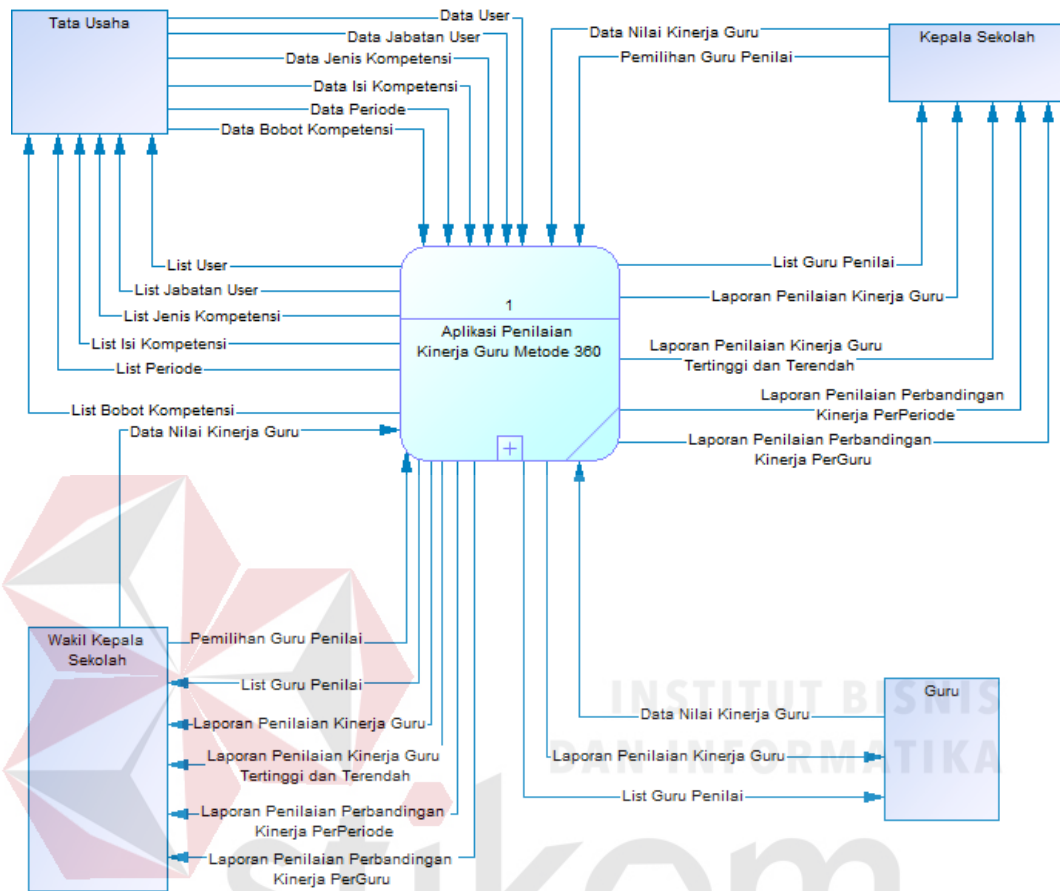 Tata Usaha
Data User
Data Jabatan User
Data Jenis Kompetensi
Data Isi Kompetensi
Data Periode
Data Bobot Kompetensi
Kepala Sekolah
Data Nilai Kinerja Guru
Pemilihan Guru Penilai
List User
List Jabatan User
List Jenis Kompetensi
List Isi Kompetensi
List Periode
List Bobot Kompetensi
Data Nilai Kinerja Guru
1
Aplikasi Penilaian
Kinerja Guru Metode 360
List Guru Penilai
Laporan Penilaian Kinerja Guru
Laporan Penilaian Kinerja Guru
Tertinggi dan Terendah
Laporan Penilaian Perbandingan
Kinerja PerPeriode
Laporan Penilaian Perbandingan
Kinerja PerGuru
Wakil Kepala
Sekolah
Pemilihan Guru Penilai
List Guru Penilai
Laporan Penilaian Kinerja Guru
Laporan Penilaian Kinerja Guru
Tertinggi dan Terendah
Laporan Penilaian Perbandingan
Kinerja PerPeriode
Laporan Penilaian Perbandingan
Kinerja PerGuru
Guru
Data Nilai Kinerja Guru
Laporan Penilaian Kinerja Guru
List Guru Penilai
INSTITUT BISNIS
DAN INFORMATIKA
stikom